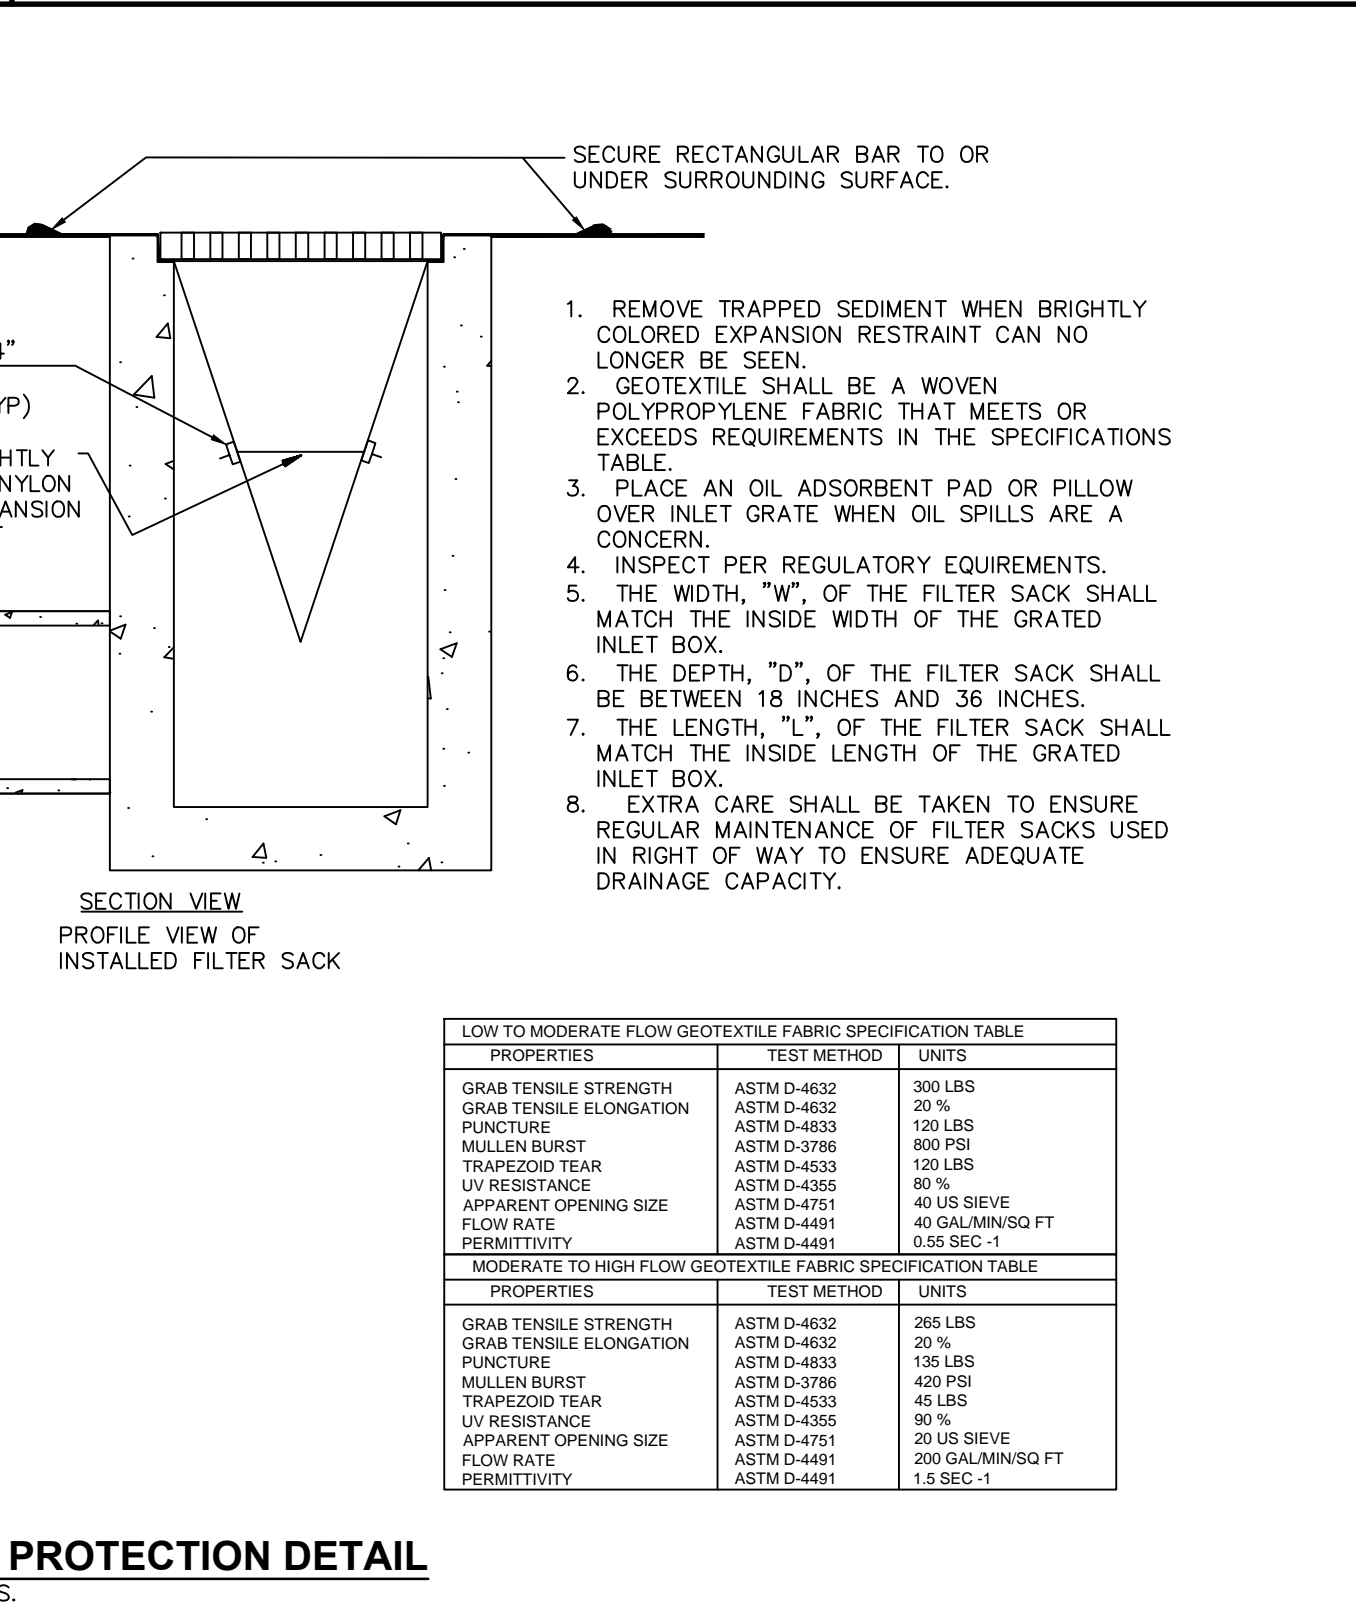 SECURE RECTANGULAR BAR TO OR
UNDER SURROUNDING SURFACE.
4"
YP)
HTLY
NYLON
ANSION
1. REMOVE TRAPPED SEDIMENT WHEN BRIGHTLY
COLORED EXPANSION RESTRAINT CAN NO
LONGER BE SEEN.
2. GEOTEXTILE SHALL BE A WOVEN
POLYPROPYLENE FABRIC THAT MEETS OR
EXCEEDS REQUIREMENTS IN THE SPECIFICATIONS
TABLE.
3. PLACE AN OIL ADSORBENT PAD OR PILLOW
OVER INLET GRATE WHEN OIL SPILLS ARE A
CONCERN.
4. INSPECT PER REGULATORY EQUIREMENTS.
5. THE WIDTH, "W", OF THE FILTER SACK SHALL
MATCH THE INSIDE WIDTH OF THE GRATED
INLET BOX.
6. THE DEPTH, "D", OF THE FILTER SACK SHALL
BE BETWEEN 18 INCHES AND 36 INCHES.
7. THE LENGTH, "L", OF THE FILTER SACK SHALL
MATCH THE INSIDE LENGTH OF THE GRATED
INLET BOX.
8. EXTRA CARE SHALL BE TAKEN TO ENSURE
REGULAR MAINTENANCE OF FILTER SACKS USED
IN RIGHT OF WAY TO ENSURE ADEQUATE
DRAINAGE CAPACITY.
SECTION VIEW
PROFILE VIEW OF
INSTALLED FILTER SACK
LOW TO MODERATE FLOW GEOTEXTILE FABRIC SPECIFICATION TABLE
PROPERTIES TEST METHOD UNITS
GRAB TENSILE STRENGTH ASTM D-4632 300 LBS
GRAB TENSILE ELONGATION ASTM D-4632 20 %
PUNCTURE ASTM D-4833 120 LBS
MULLEN BURST ASTM D-3786 800 PSI
TRAPEZOID TEAR ASTM D-4533 120 LBS
UV RESISTANCE ASTM D-4355 80 %
APPARENT OPENING SIZE ASTM D-4751 40 US SIEVE
FLOW RATE ASTM D-4491 40 GAL/MIN/SQ FT
PERMITTIVITY ASTM D-4491 0.55 SEC -1
MODERATE TO HIGH FLOW GEOTEXTILE FABRIC SPECIFICATION TABLE
PROPERTIES TEST METHOD UNITS
GRAB TENSILE STRENGTH ASTM D-4632 265 LBS
GRAB TENSILE ELONGATION ASTM D-4632 20 %
PUNCTURE ASTM D-4833 135 LBS
MULLEN BURST ASTM D-3786 420 PSI
TRAPEZOID TEAR ASTM D-4533 45 LBS
UV RESISTANCE ASTM D-4355 90 %
APPARENT OPENING SIZE ASTM D-4751 20 US SIEVE
FLOW RATE ASTM D-4491 200 GAL/MIN/SQ FT
PERMITTIVITY ASTM D-4491 1.5 SEC -1
PROTECTION DETAIL
S.